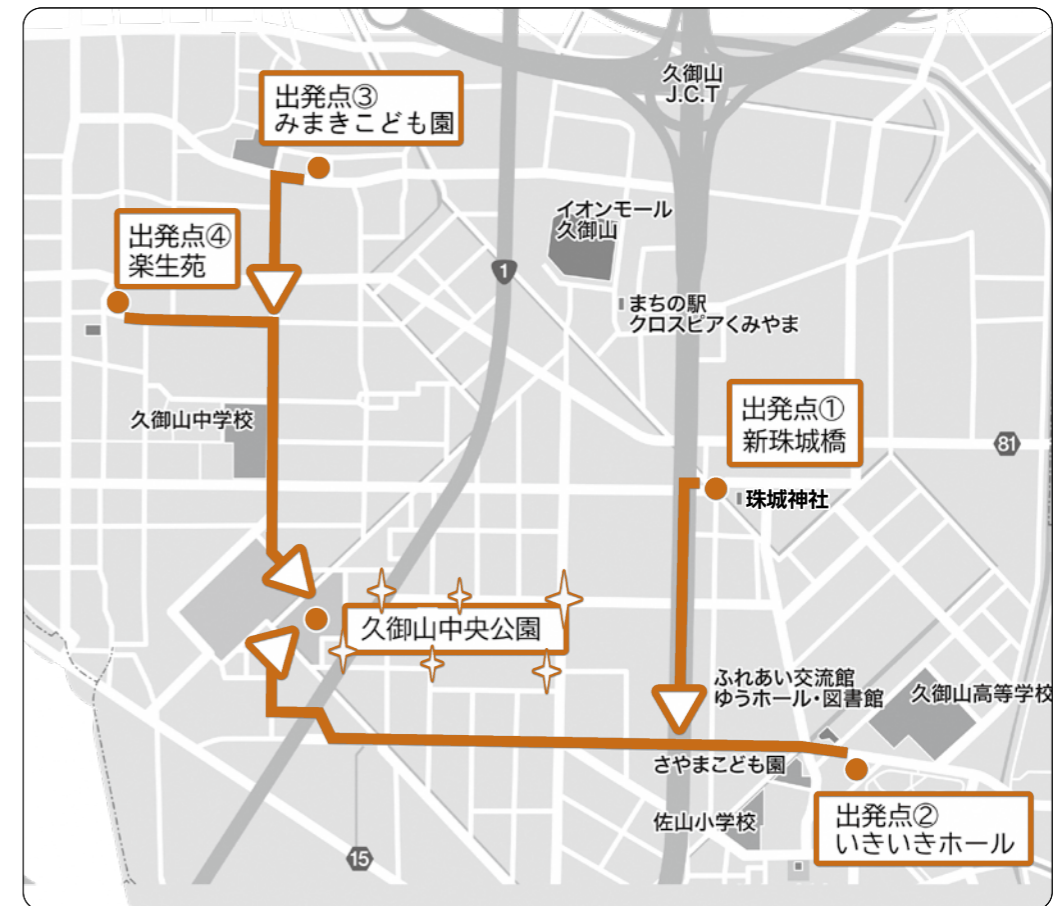 久御山
J.C.T
出発点③
みまきこども園
イオンモール
久御山
出発点④
楽生苑
1
まちの駅
クロスピアくみやま
出発点①
新珠城橋
久御山中学校
81
珠城神社
久御山中央公園
ふれあい交流館
ゆうホール・図書館
久御山高等学校
さやまこども園
佐山小学校
出発点②
いきいきホール
15